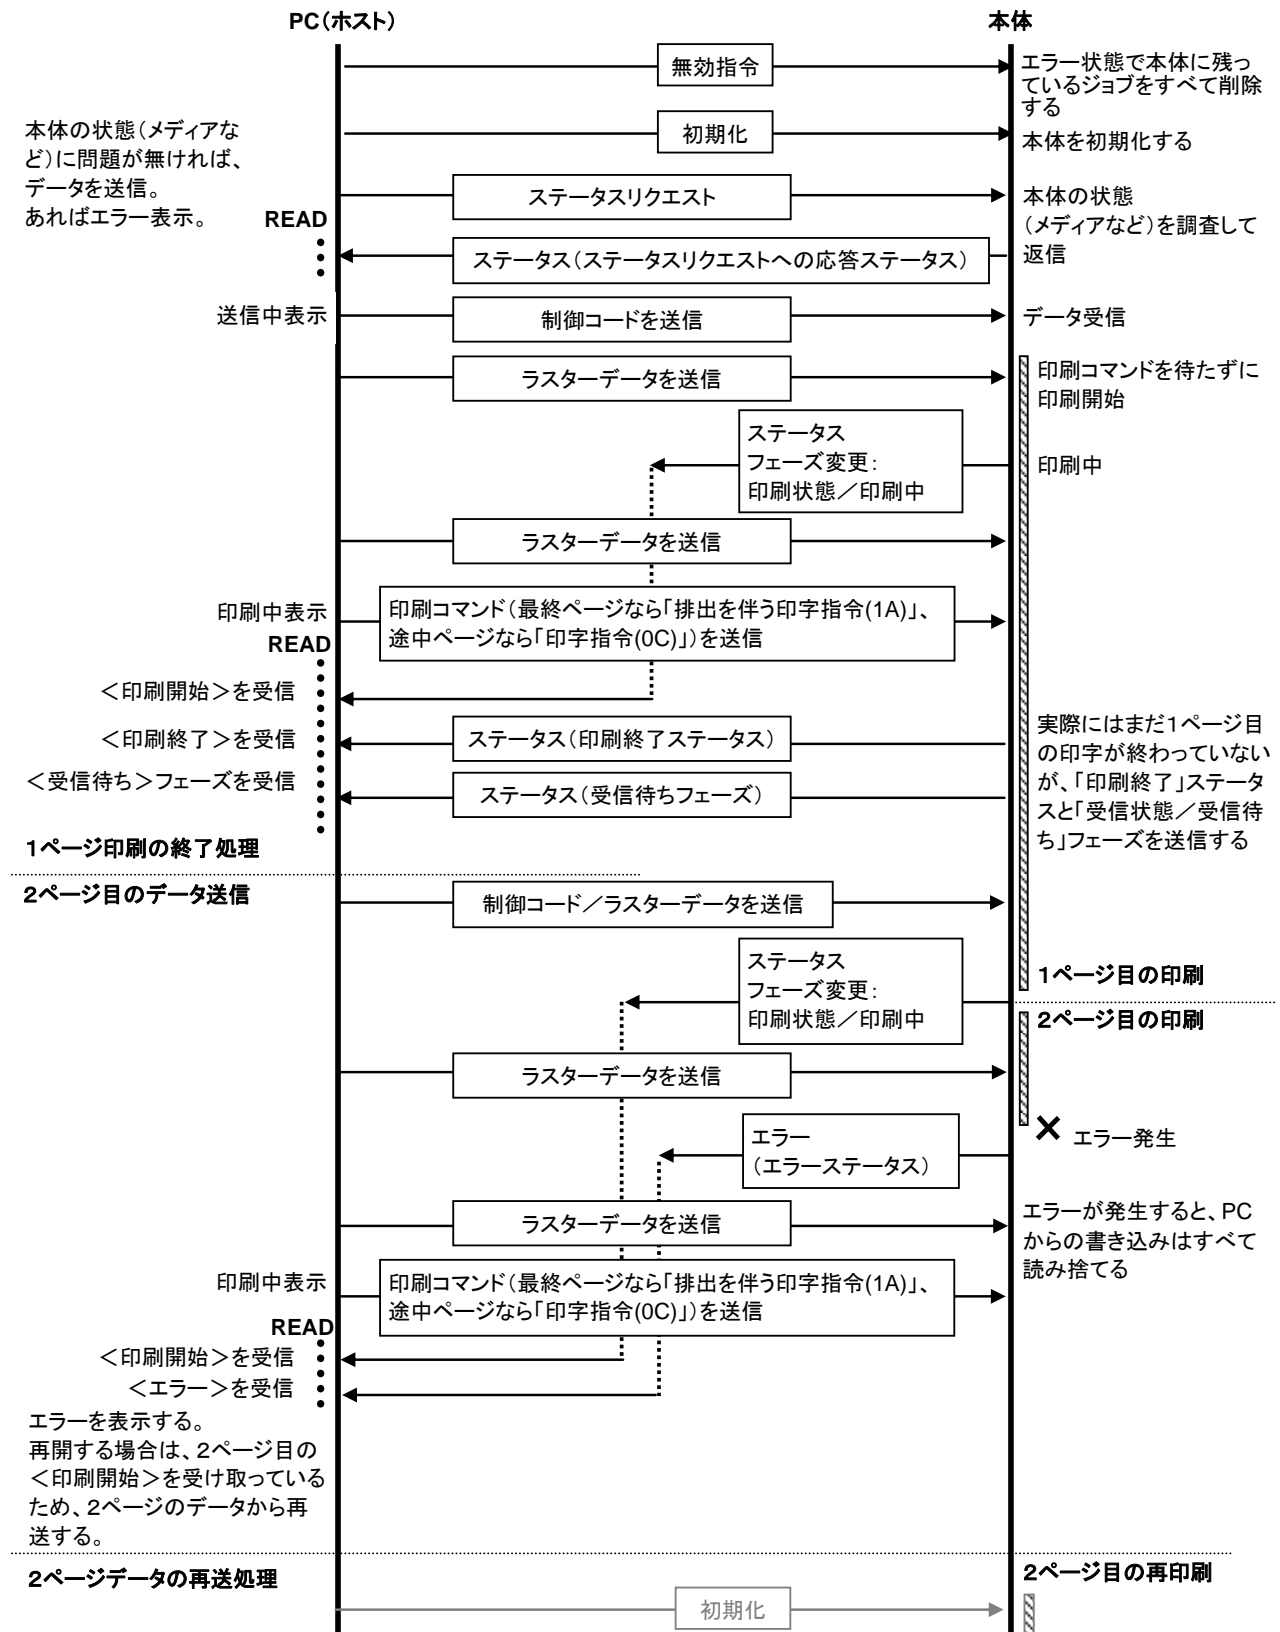 PC（ホスト）
本体
無効指令
エラー状態で本体に残っ
ているジョブをすべて削除
する
本体の状態（メディアな
ど）に問題が無ければ、
データを送信。
あればエラー表示。
初期化
本体を初期化する
ステータスリクエスト
本体の状態
（メディアなど）を調査して
返信
READ
ステータス（ステータスリクエストへの応答ステータス）
送信中表示
制御コードを送信
データ受信
ラスターデータを送信
印刷コマンドを待たずに
印刷開始
ステータス
フェーズ変更：
印刷状態／印刷中
印刷中
ラスターデータを送信
印刷中表示
印刷コマンド（最終ページなら「排出を伴う印字指令(1A)」、
途中ページなら「印字指令(0C)」）を送信
READ
＜印刷開始＞を受信
＜印刷終了＞を受信
ステータス（印刷終了ステータス）
＜受信待ち＞フェーズを受信
ステータス（受信待ちフェーズ）
実際にはまだ１ページ目
の印字が終わっていない
が、「印刷終了」ステータ
スと「受信状態／受信待
ち」フェーズを送信する
１ページ印刷の終了処理
２ページ目のデータ送信
制御コード／ラスターデータを送信
ステータス
フェーズ変更：
印刷状態／印刷中
１ページ目の印刷
２ページ目の印刷
ラスターデータを送信
エラー
（エラーステータス）
エラー発生
ラスターデータを送信
エラーが発生すると、PC
からの書き込みはすべて
読み捨てる
印刷中表示
印刷コマンド（最終ページなら「排出を伴う印字指令(1A)」、
途中ページなら「印字指令(0C)」）を送信
READ
＜印刷開始＞を受信
＜エラー＞を受信
エラーを表示する。
再開する場合は、２ページ目の
＜印刷開始＞を受け取っている
ため、２ページのデータから再
送する。
２ページデータの再送処理
２ページ目の再印刷
初期化